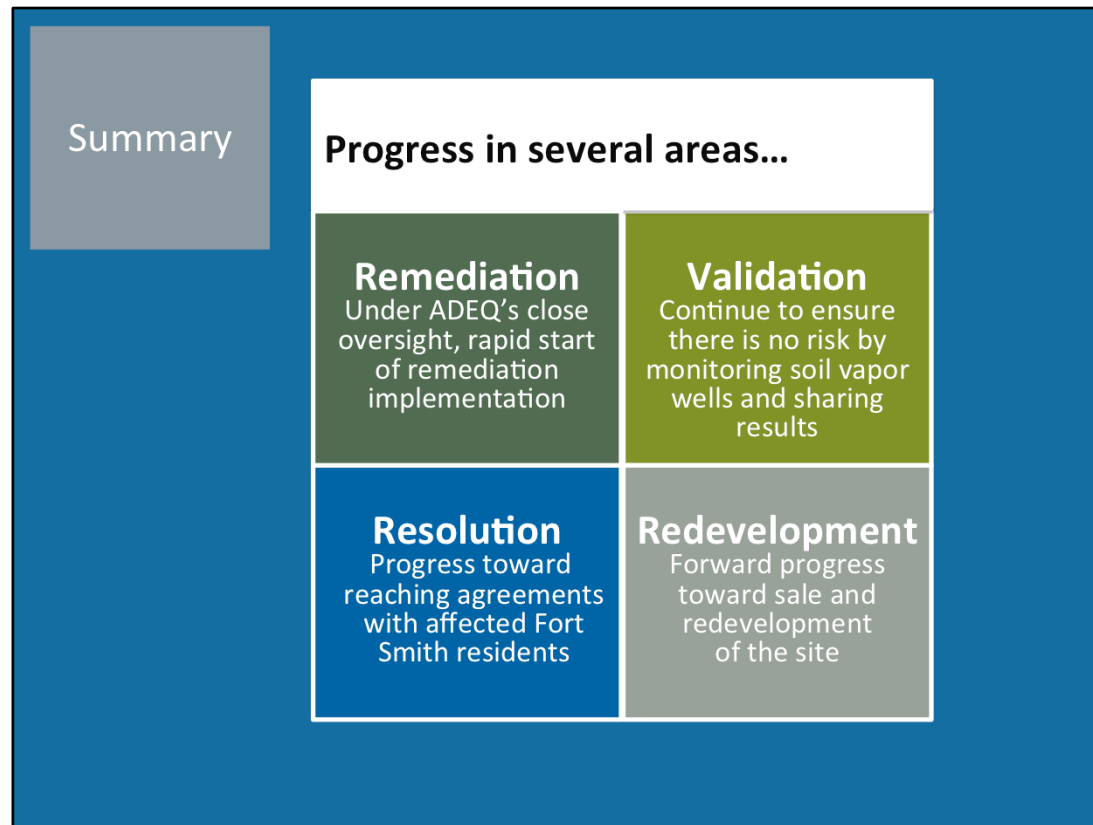 Summary
Progress in several areas…
Remediation
Under ADEQ's close
oversight, rapid start
of remediation
implementation
Validation
Continue to ensure
there is no risk by
monitoring soil vapor
wells and sharing
results
Resolution
Progress toward
reaching agreements
with affected Fort
Smith residents
Redevelopment
Forward progress
toward sale and
redevelopment
of the site